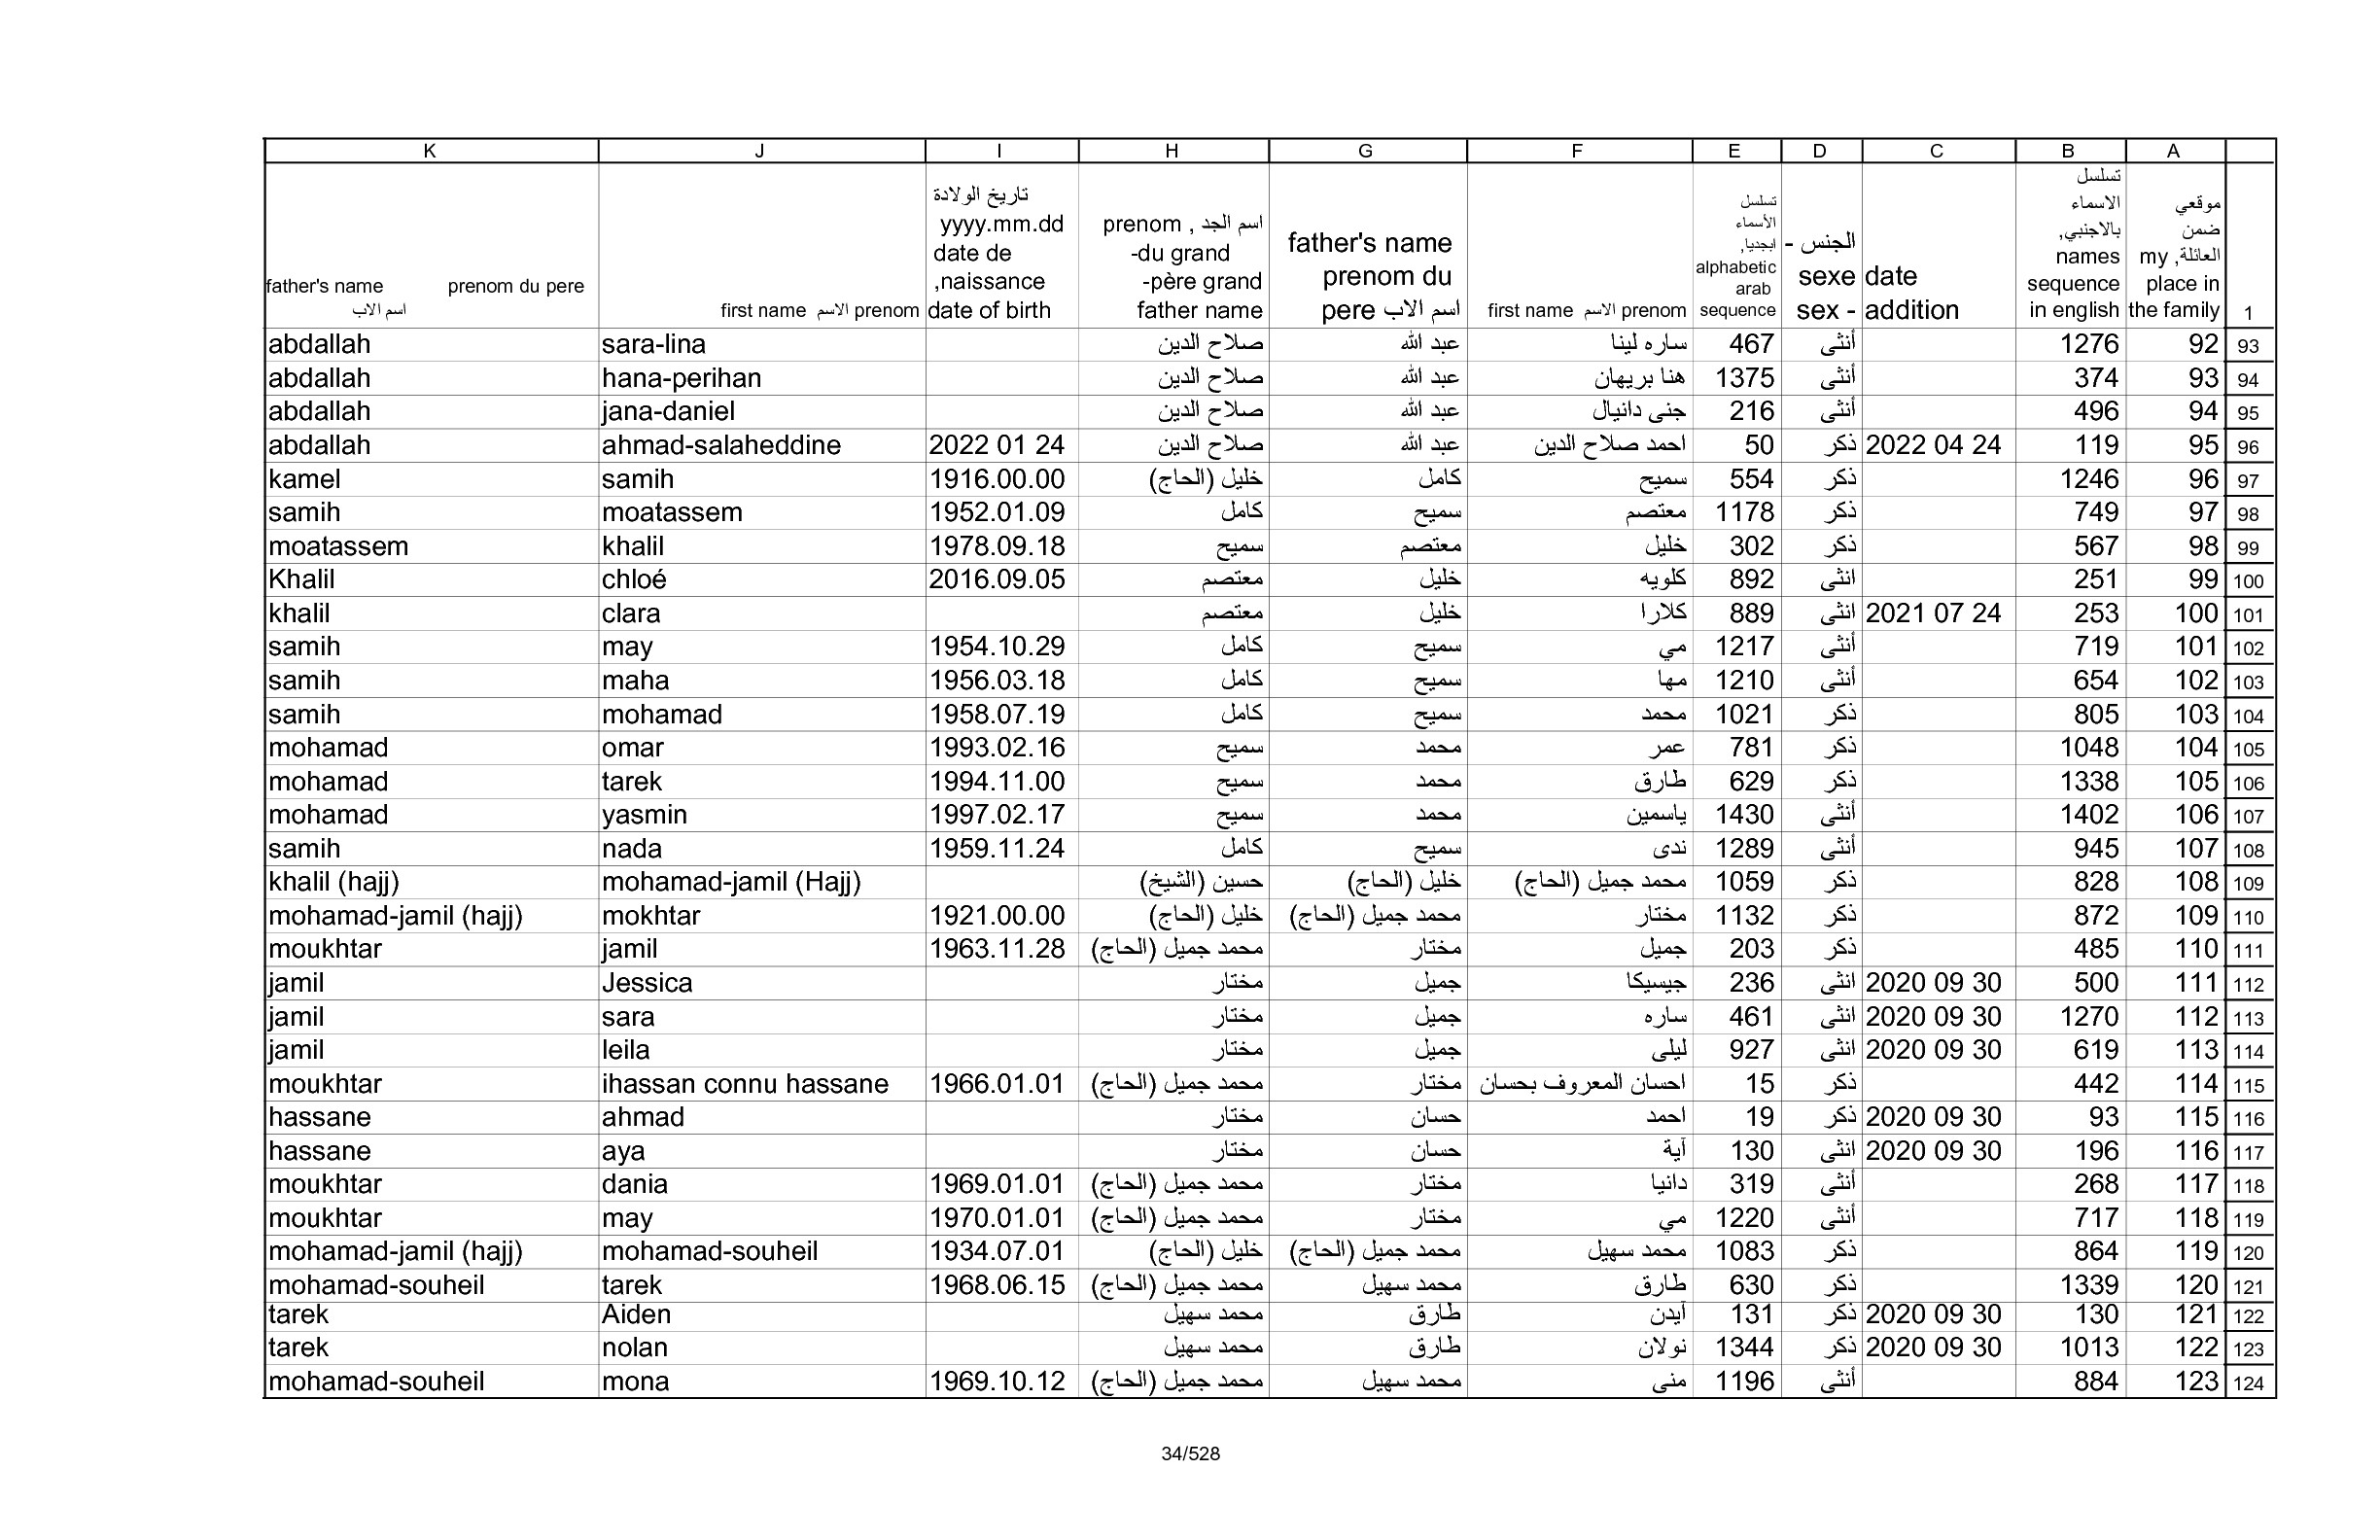 K J I H G F E D C B A
father's name prenom du pere اسم الاب
first name الاسم prenom
تاريخ الولادة
yyyy.mm.dd
date de
,naissance
date of birth
prenom , اسم الجد
-du grand
-père grand
father name
father's name
prenom du
pere اسم الاب
first name الاسم prenom
تسلسل
الأسماء
ابجديا,
alphabetic
arab
sequence
الجنس -
sexe
sex -
date
addition
تسلسل
الاسماء
بالاجنبي,
names
sequence
in english
موقعي
ضمن
العائلة, my
place in
the family
1
abdallah sara-lina صلاح الدين عبد الله ساره لينا 467 أنثى 1276 92 93
abdallah hana-perihan صلاح الدين عبد الله هنا بريهان 1375 أنثى 374 93 94
abdallah jana-daniel صلاح الدين عبد الله جنى دانيال 216 أنثى 496 94 95
abdallah ahmad-salaheddine 2022 01 24 صلاح الدين عبد الله احمد صلاح الدين 50 ذكر 2022 04 24 119 95 96
kamel samih 1916.00.00 خليل (الحاج) كامل سميح 554 ذكر 1246 96 97
samih moatassem 1952.01.09 كامل سميح معتصم 1178 ذكر 749 97 98
moatassem khalil 1978.09.18 سميح معتصم خليل 302 ذكر 567 98 99
Khalil chloé 2016.09.05 معتصم خليل كلويه 892 انثى 251 99 100
khalil clara معتصم خليل كلارا 889 انثى 2021 07 24 253 100 101
samih may 1954.10.29 كامل سميح مي 1217 أنثى 719 101 102
samih maha 1956.03.18 كامل سميح مها 1210 أنثى 654 102 103
samih mohamad 1958.07.19 كامل سميح محمد 1021 ذكر 805 103 104
mohamad omar 1993.02.16 سميح محمد عمر 781 ذكر 1048 104 105
mohamad tarek 1994.11.00 سميح محمد طارق 629 ذكر 1338 105 106
mohamad yasmin 1997.02.17 سميح محمد ياسمين 1430 أنثى 1402 106 107
samih nada 1959.11.24 كامل سميح ندى 1289 أنثى 945 107 108
khalil (hajj) mohamad-jamil (Hajj) حسين (الشيخ) خليل (الحاج) محمد جميل (الحاج) 1059 ذكر 828 108 109
mohamad-jamil (hajj) mokhtar 1921.00.00 خليل (الحاج) محمد جميل (الحاج) مختار 1132 ذكر 872 109 110
moukhtar jamil 1963.11.28 محمد جميل (الحاج) مختار جميل 203 ذكر 485 110 111
jamil Jessica مختار جميل جيسيكا 236 انثى 2020 09 30 500 111 112
jamil sara مختار جميل ساره 461 انثى 2020 09 30 1270 112 113
jamil leila مختار جميل ليلى 927 انثى 2020 09 30 619 113 114
moukhtar ihassan connu hassane 1966.01.01 محمد جميل (الحاج) مختار احسان المعروف بحسان 15 ذكر 442 114 115
hassane ahmad مختار حسان احمد 19 ذكر 2020 09 30 93 115 116
hassane aya مختار حسان آية 130 انثى 2020 09 30 196 116 117
moukhtar dania 1969.01.01 محمد جميل (الحاج) مختار دانيا 319 أنثى 268 117 118
moukhtar may 1970.01.01 محمد جميل (الحاج) مختار مي 1220 أنثى 717 118 119
mohamad-jamil (hajj) mohamad-souheil 1934.07.01 خليل (الحاج) محمد جميل (الحاج) محمد سهيل 1083 ذكر 864 119 120
mohamad-souheil tarek 1968.06.15 محمد جميل (الحاج) محمد سهيل طارق 630 ذكر 1339 120 121
tarek Aiden محمد سهيل طارق آيدن 131 ذكر 2020 09 30 130 121 122
tarek nolan محمد سهيل طارق نولان 1344 ذكر 2020 09 30 1013 122 123
mohamad-souheil mona 1969.10.12 محمد جميل (الحاج) محمد سهيل منى 1196 أنثى 884 123 124
34/528